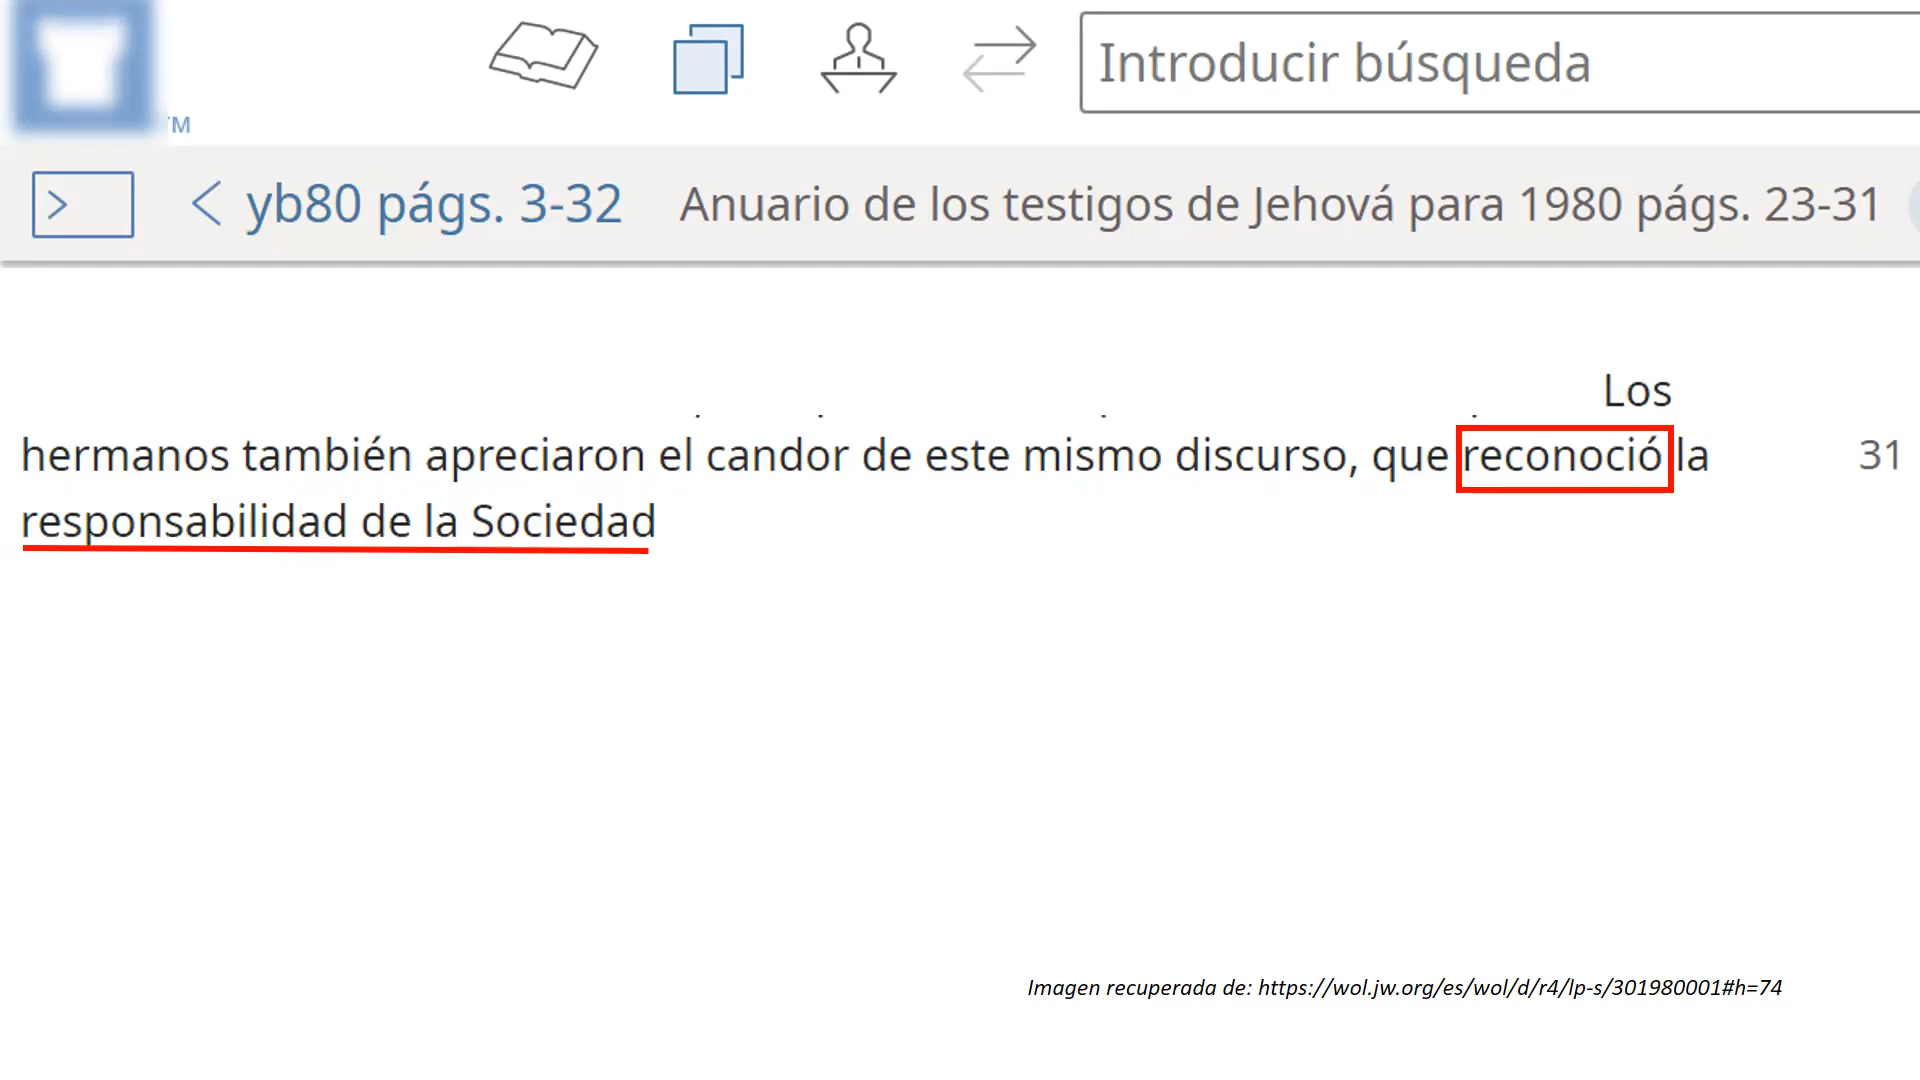 TM
Introducir búsqueda
> < yb80 págs. 3-32 Anuario de los testigos de Jehová para 1980 págs. 23-31
Los
hermanos también apreciaron el candor de este mismo discurso, que reconoció la 31
responsabilidad de la Sociedad
Imagen recuperada de: https://wol.jw.org/es/wol/d/r4/lp-s/301980001#h=74